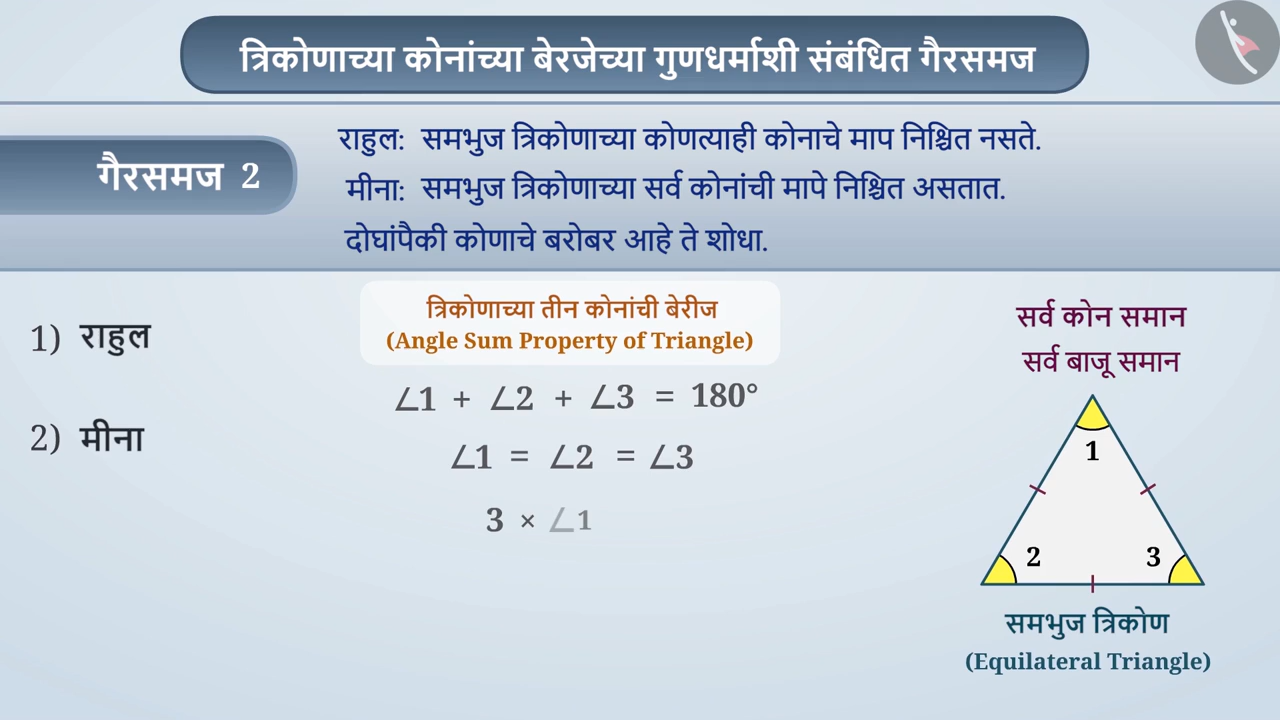 त्रिकोणाच्या कोनांच्या बेरजेच्या गुणधर्माशी संबंधित गैरसमज
गैरसमज 2
राहुल: समभुज त्रिकोणाच्या कोणत्याही कोनाचे माप निश्चित नसते.
मीना: समभुज त्रिकोणाच्या सर्व कोनांची मापे निश्चित असतात.
दोघांपैकी कोणाचे बरोबर आहे ते शोधा.
1) राहुल
2) मीना
त्रिकोणाच्या तीन कोनांची बेरीज
(Angle Sum Property of Triangle)
∠1 + ∠2 + ∠3 = 180°
∠1 = ∠2 = ∠3
3 × ∠1
सर्व कोन समान
सर्व बाजू समान
1
2 3
समभुज त्रिकोण
(Equilateral Triangle)